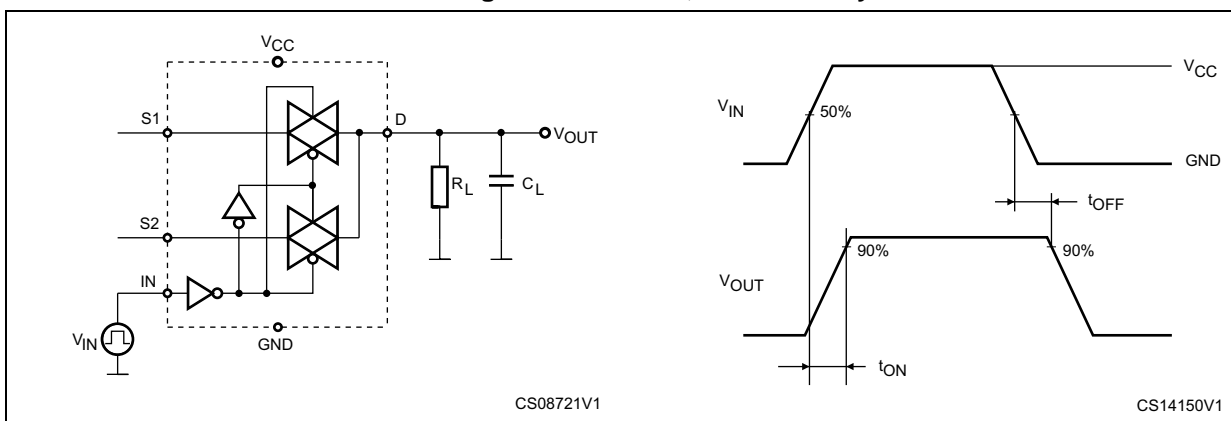 VCC
S1
D
VOUT
RL
CL
S2
IN
VIN
GND
CS08721V1
VCC
VIN
50%
GND
tOFF
90%
90%
VOUT
tON
CS14150V1